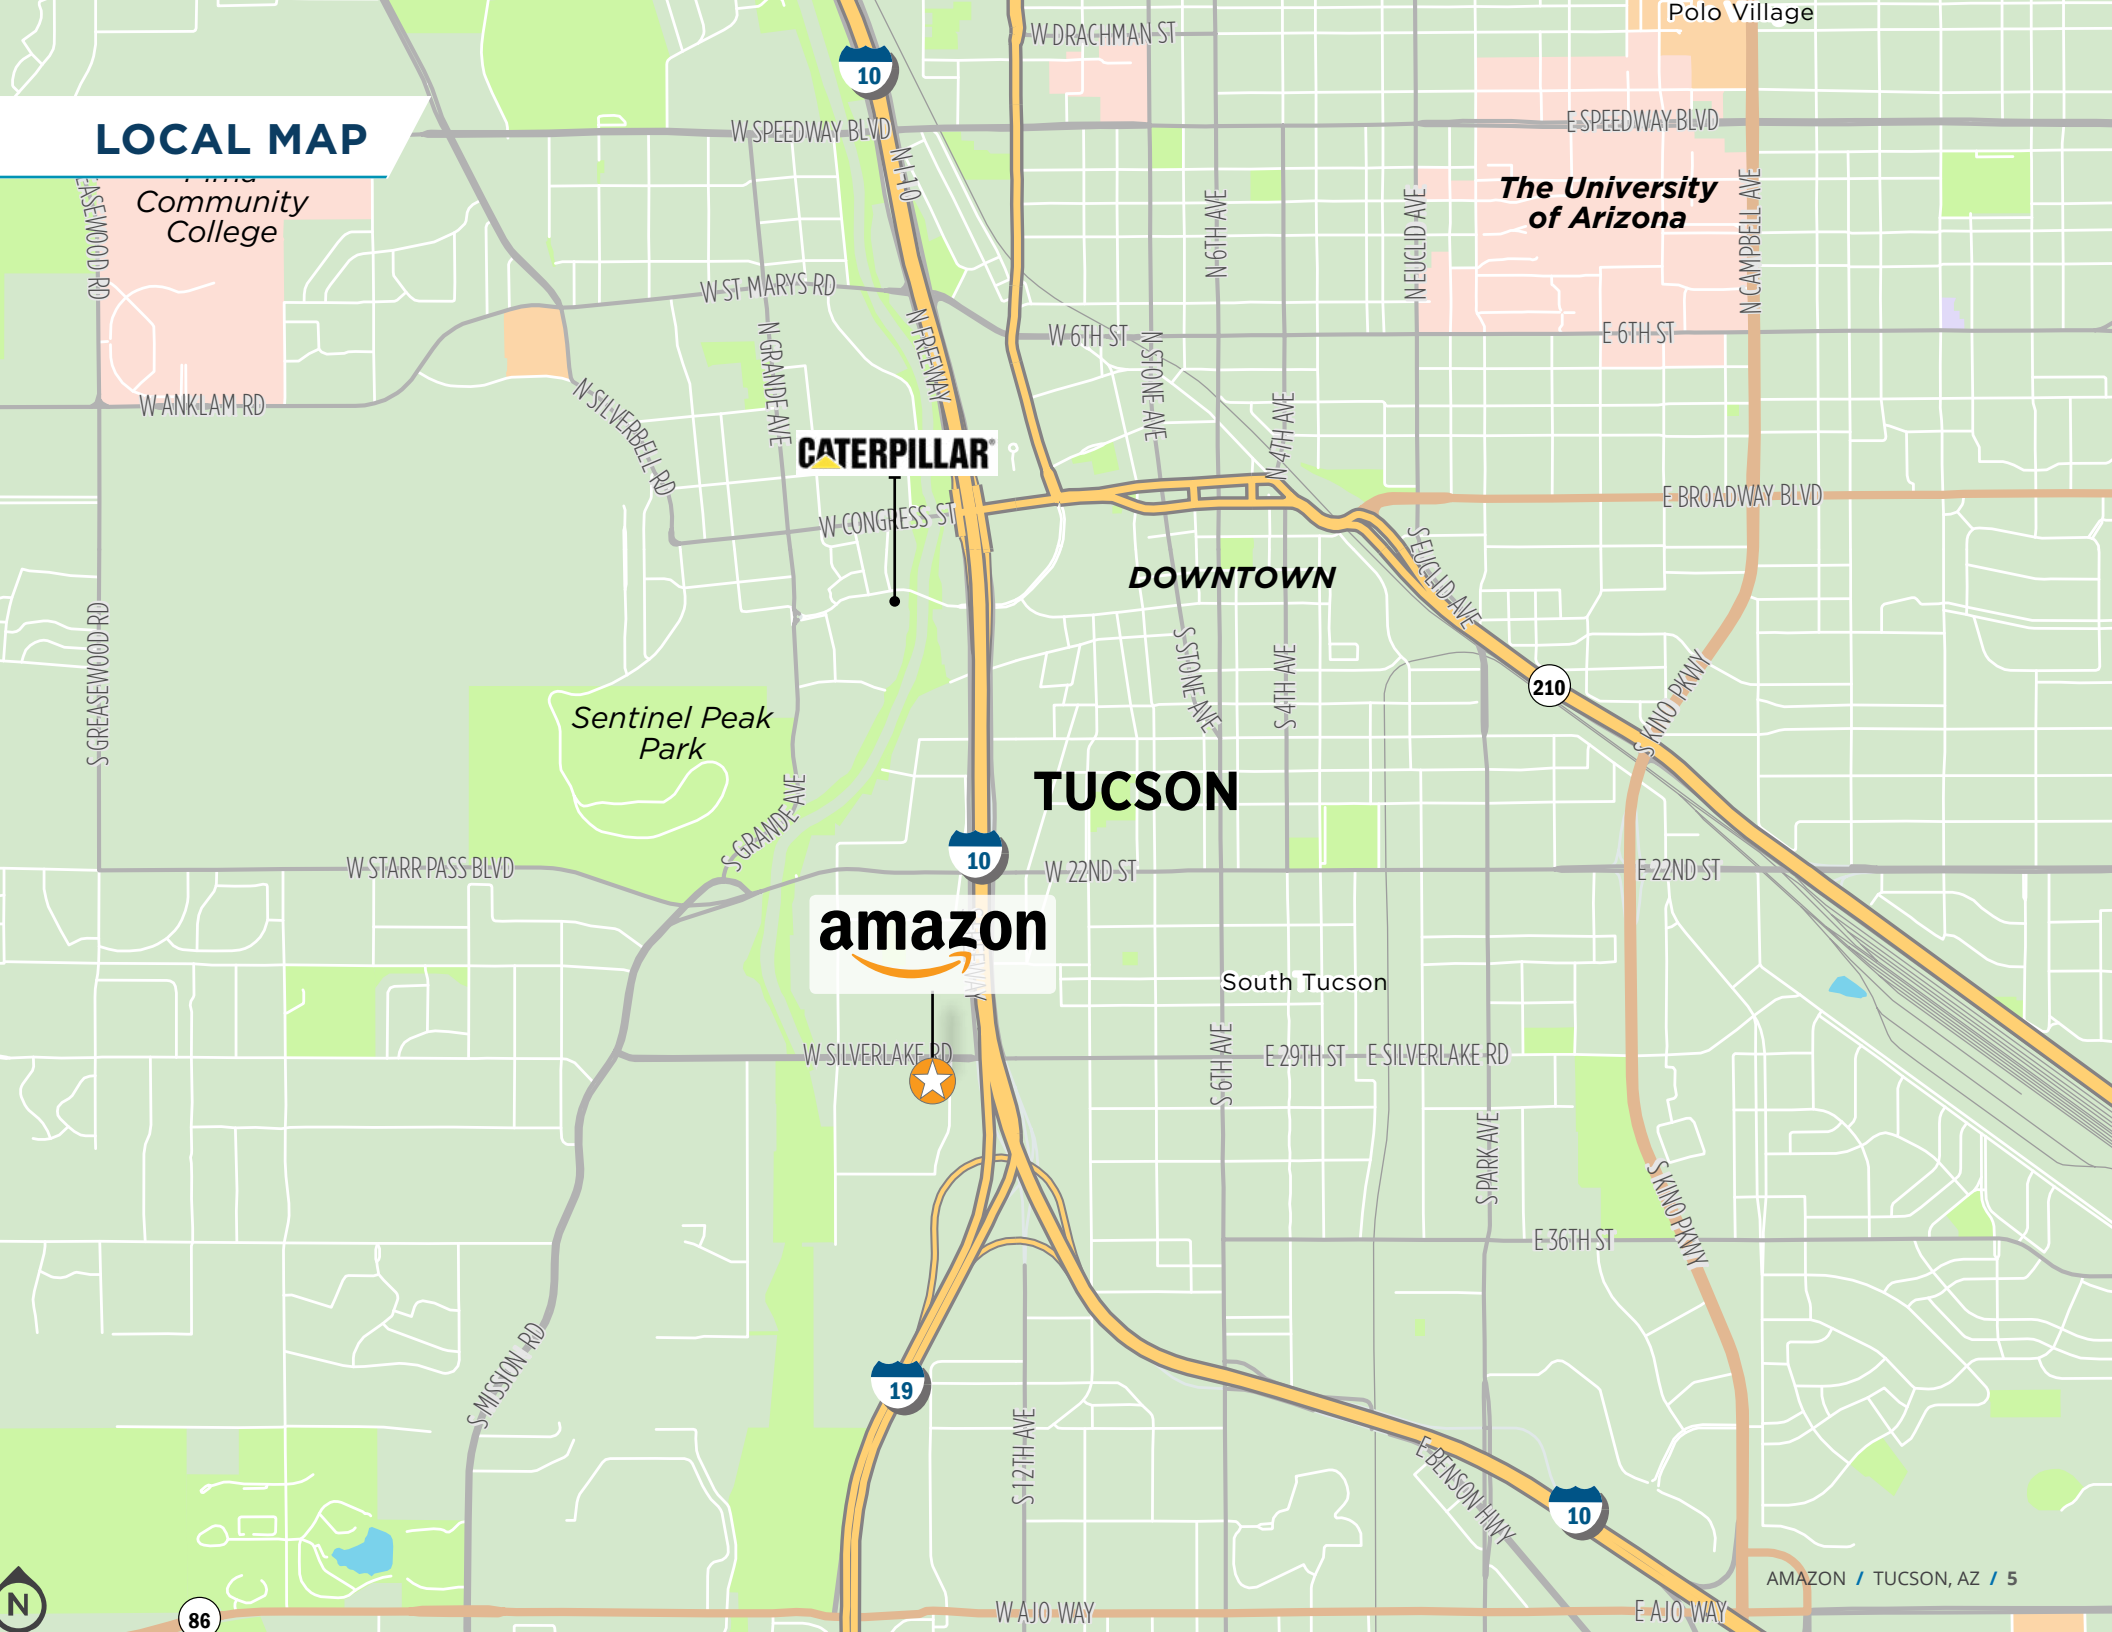 Polo Village
W DRACHMAN ST
10
LOCAL MAP
W SPEEDWAY BLVD
E SPEEDWAY BLVD
N I-10
Community
College
The University
of Arizona
N 6TH AVE
N EUCLID AVE
N CAMPBELL AVE
W ST MARYS RD
N FREEWAY
N GRANDE AVE
W 6TH ST
N STONE AVE
E 6TH ST
W ANKLAM RD
N SILVERBELL RD
N 4TH AVE
CATERPILLAR®
W CONGRESS ST
E BROADWAY BLVD
S EUCLID AVE
DOWNTOWN
S GREASEWOOD RD
S STONE AVE
S 4TH AVE
210
S KINO PKWY
Sentinel Peak
Park
TUCSON
S GRANDE AVE
10
W STARR PASS BLVD
W 22ND ST
E 22ND ST
amazon
South Tucson
W SILVERLAKE RD
S 6TH AVE
E 29TH ST
E SILVERLAKE RD
S PARK AVE
S KINO PKWY
E 36TH ST
S MISSION RD
19
S 12TH AVE
E BENSON HWY
10
AMAZON / TUCSON, AZ / 5
N
86
W AJO WAY
E AJO WAY